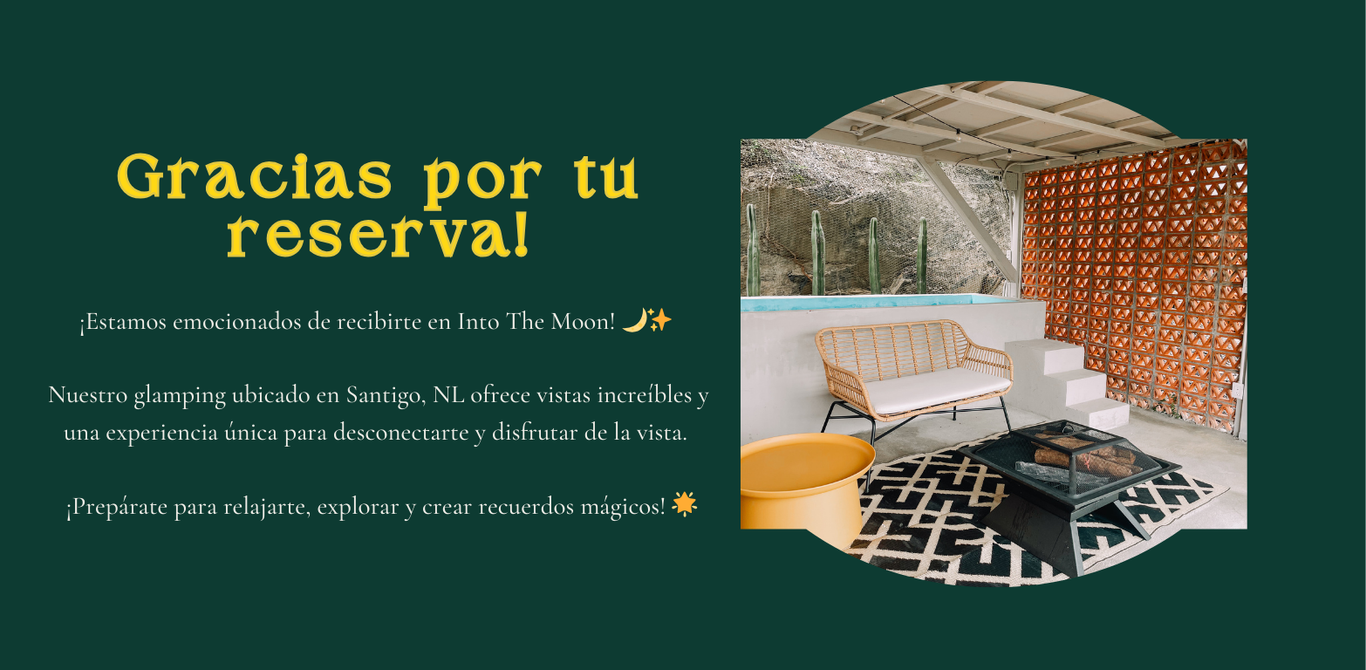 Gracias por tu
reserva!
¡Estamos emocionados de recibirte en Into The Moon! 🌙✨
Nuestro glamping ubicado en Santigo, NL ofrece vistas increíbles y
una experiencia única para desconectarte y disfrutar de la vista.
¡Prepárate para relajarte, explorar y crear recuerdos mágicos! 🌟